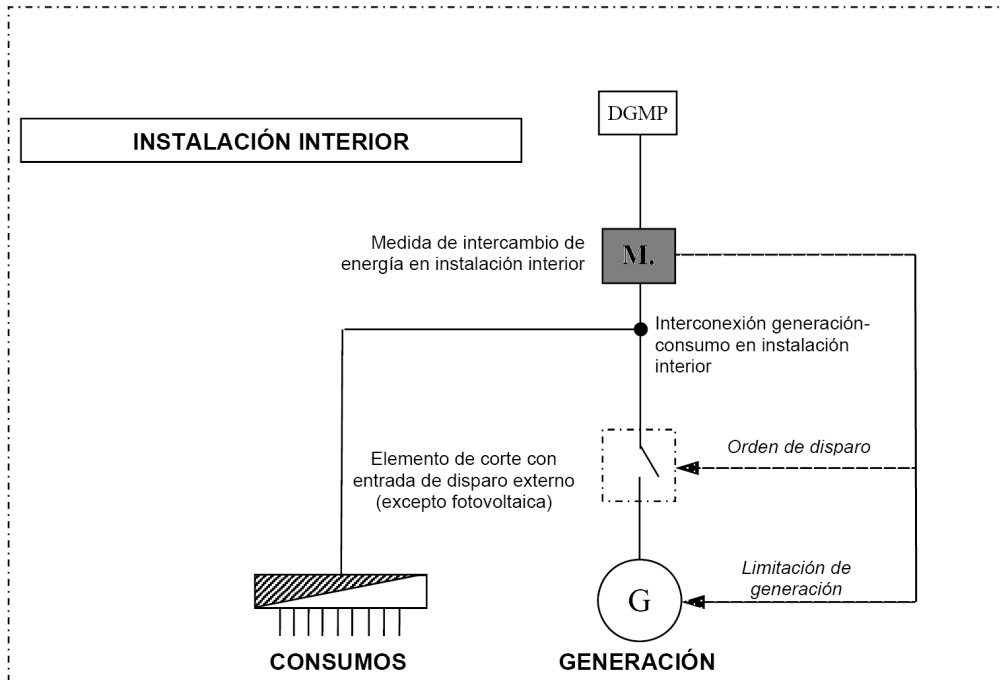 DGMP
INSTALACIÓN INTERIOR
Medida de intercambio de
energía en instalación interior
M.
Interconexión generación-
consumo en instalación
interior
Orden de disparo
Elemento de corte con
entrada de disparo externo
(excepto fotovoltaica)
Limitación de
generación
G
CONSUMOS
GENERACIÓN